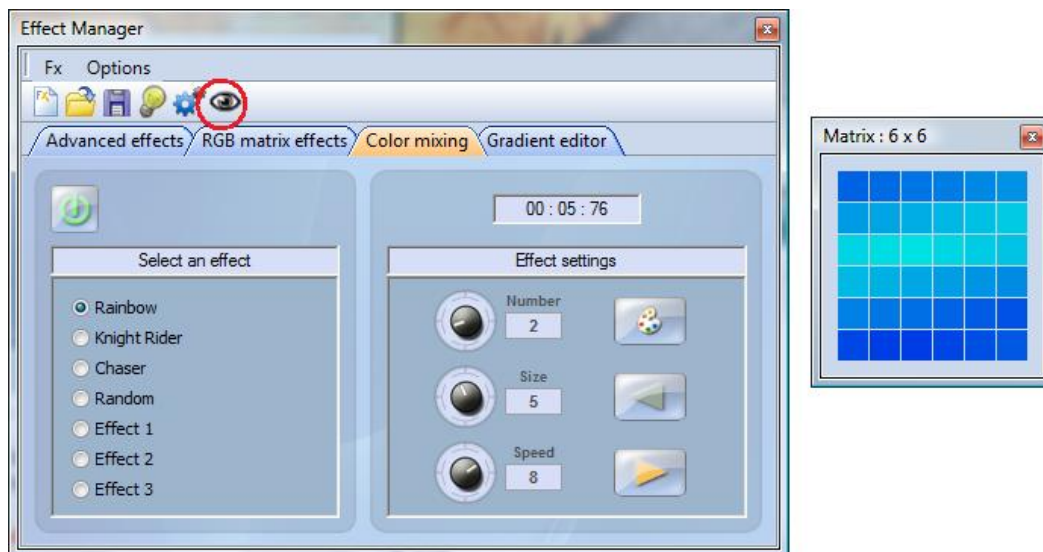 Effect Manager
Fx Options
Advanced effects RGB matrix effects Color mixing Gradient editor
00 : 05 : 76
Select an effect
Rainbow
Knight Rider
Chaser
Random
Effect 1
Effect 2
Effect 3
Effect settings
Number
2
Size
5
Speed
8
Matrix : 6 x 6